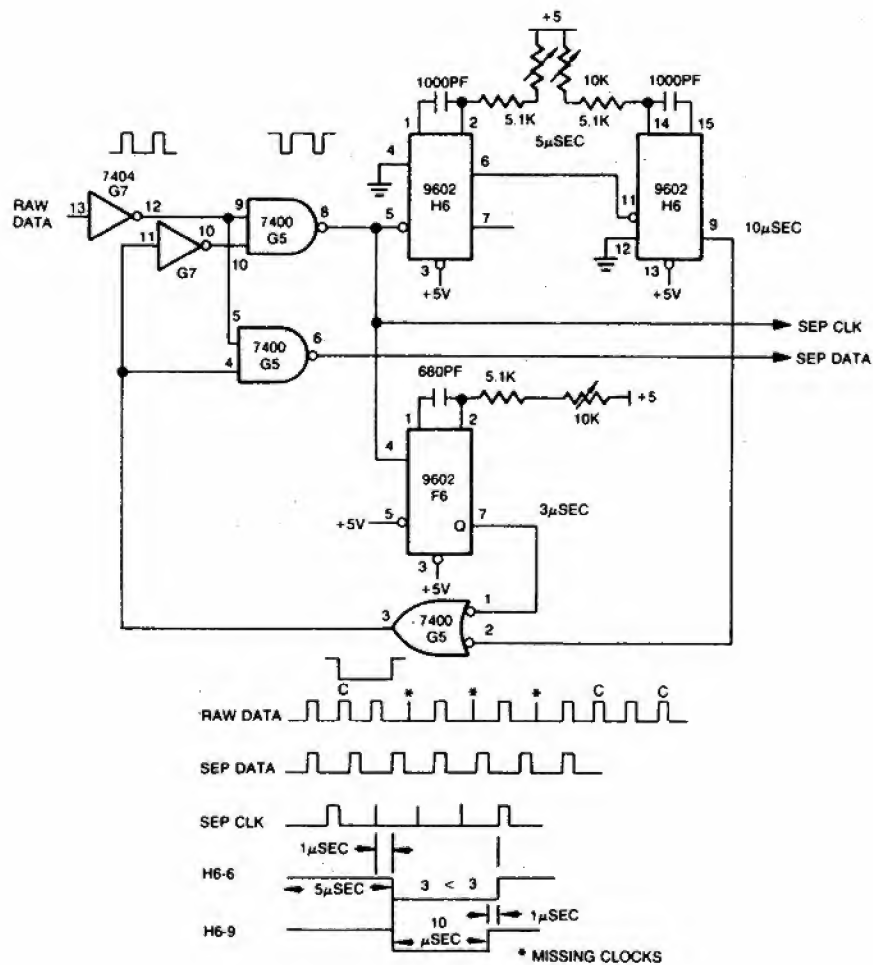 +5
1000PF
10K
1000PF
1
2
5.1K
5.1K
14
15
5µSEC
4
9602
H6
6
7
5
3
+5V
11
12
9602
H6
9
10µSEC
13
+5V
7404
G7
RAW
DATA
13
12
11
10
G7
9
10
7400
G5
8
5
4
7400
G5
6
SEP CLK
SEP DATA
680PF
5.1K
10K
+5
1
2
4
9602
F6
+5V
5
Q
7
3µSEC
3
+5V
3
7400
G5
1
2
C * * * C C
RAW DATA
SEP DATA
SEP CLK
1µSEC
H6-6
5µSEC
3 < 3
1µSEC
H6-9
10
µSEC
* MISSING CLOCKS